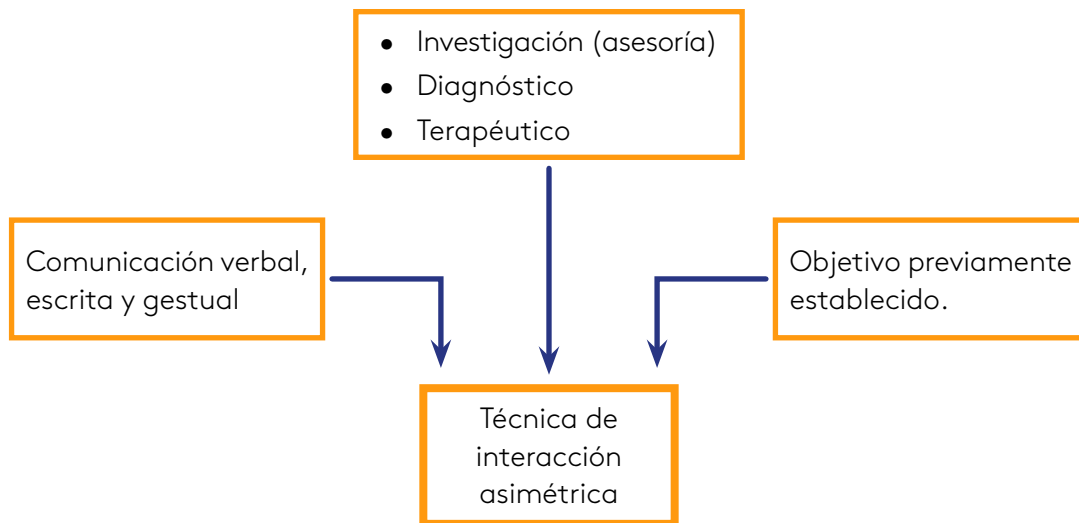 • Investigación (asesoría)
• Diagnóstico
• Terapéutico
Comunicación verbal,
escrita y gestual
Objetivo previamente
establecido.
Técnica de
interacción
asimétrica